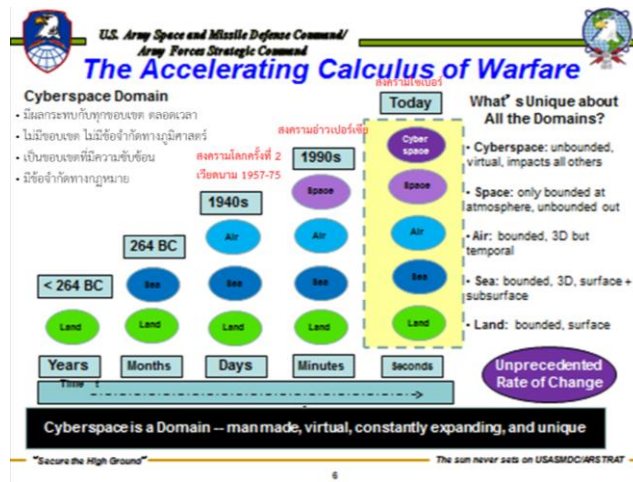 U.S. Army Space and Missile Defense Command/
Army Forces Strategic Command
The Accelerating Calculus of Warfare
Cyberspace Domain
• มีผลกระทบกับทุกขอบเขต ตลอดเวลา
• ไม่มีขอบเขต ไม่มีข้อจำกัดทางภูมิศาสตร์
• เป็นขอบเขตที่มีความซับซ้อน
• มีข้อจำกัดทางกฎหมาย
สงครามไซเบอร์
Today
Cyber
space
Space
Air
Sea
Land
สงครามอ่าวเปอร์เซีย
1990s
Space
Air
Sea
Land
สงครามโลกครั้งที่ 2
เวียดนาม 1957-75
1940s
Air
Sea
Land
264 BC
Sea
Land
< 264 BC
Land
What's Unique about
All the Domains?
• Cyberspace: unbounded,
virtual, impacts all others
• Space: only bounded at
atmosphere, unbounded out
• Air: bounded, 3D but
temporal
• Sea: bounded, 3D, surface +
subsurface
• Land: bounded, surface
Years
Months
Days
Minutes
Seconds
Time t
Unprecedented
Rate of Change
Cyberspace is a Domain -- man made, virtual, constantly expanding, and unique
"Secure the High Ground"
The sun never sets on USASMDC/ARSTRAT
6